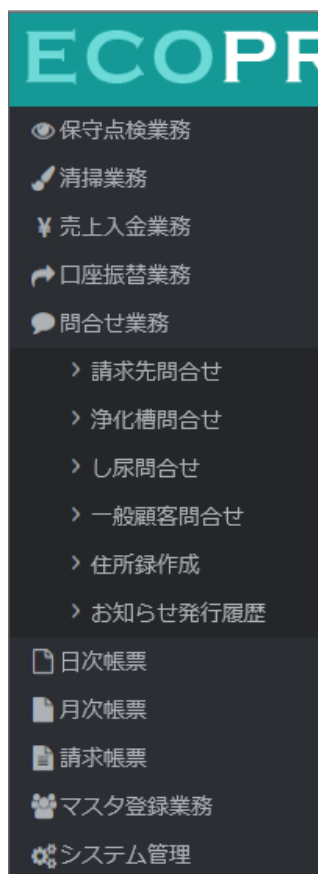 ECOPR
保守点検業務
清掃業務
¥ 売上入金業務
口座振替業務
問合せ業務
請求先問合せ
浄化槽問合せ
し尿問合せ
一般顧客問合せ
住所録作成
お知らせ発行履歴
日次帳票
月次帳票
請求帳票
マスタ登録業務
システム管理